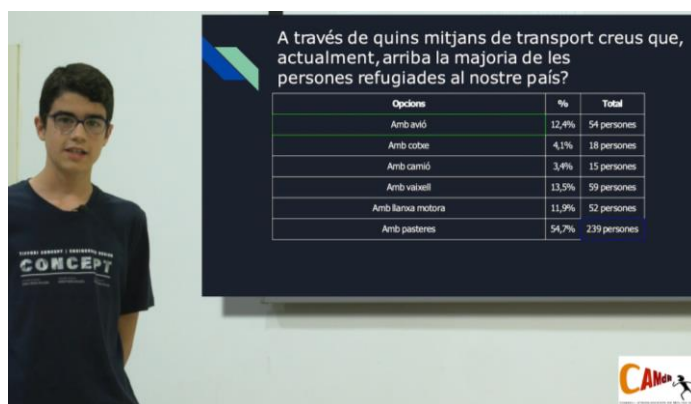 A través de quins mitjans de transport creus que,
actualment, arriba la majoria de les
persones refugiades al nostre país?
Opcions % Total
Amb avió 12,4% 54 persones
Amb cotxe 4,1% 18 persones
Amb camió 3,4% 15 persones
Amb vaixell 13,5% 59 persones
Amb llanxa motora 11,9% 52 persones
Amb pasteres 54,7% 239 persones
CONCEPT
CAMdR